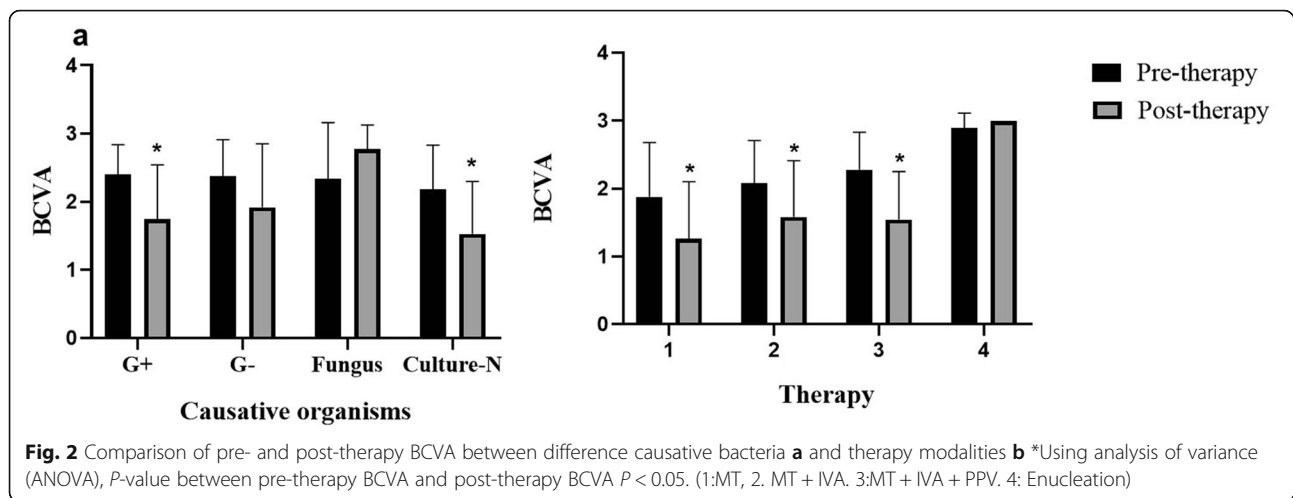 a
4
3
2
1
0
BCVA
G+
G-
Fungus
Culture-N
Causative organisms
*
*
4
3
2
1
0
BCVA
1
2
3
4
Therapy
*
*
*
Pre-therapy
Post-therapy
Fig. 2 Comparison of pre- and post-therapy BCVA between difference causative bacteria a and therapy modalities b *Using analysis of variance
(ANOVA), P-value between pre-therapy BCVA and post-therapy BCVA P < 0.05. (1:MT, 2. MT + IVA. 3:MT + IVA + PPV. 4: Enucleation)